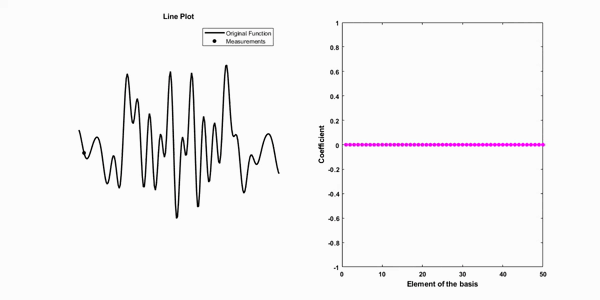 Line Plot
Original Function
Measurements
1
0.8
0.6
0.4
0.2
0
-0.2
-0.4
-0.6
-0.8
-1
Coefficient
0 10 20 30 40 50
Element of the basis